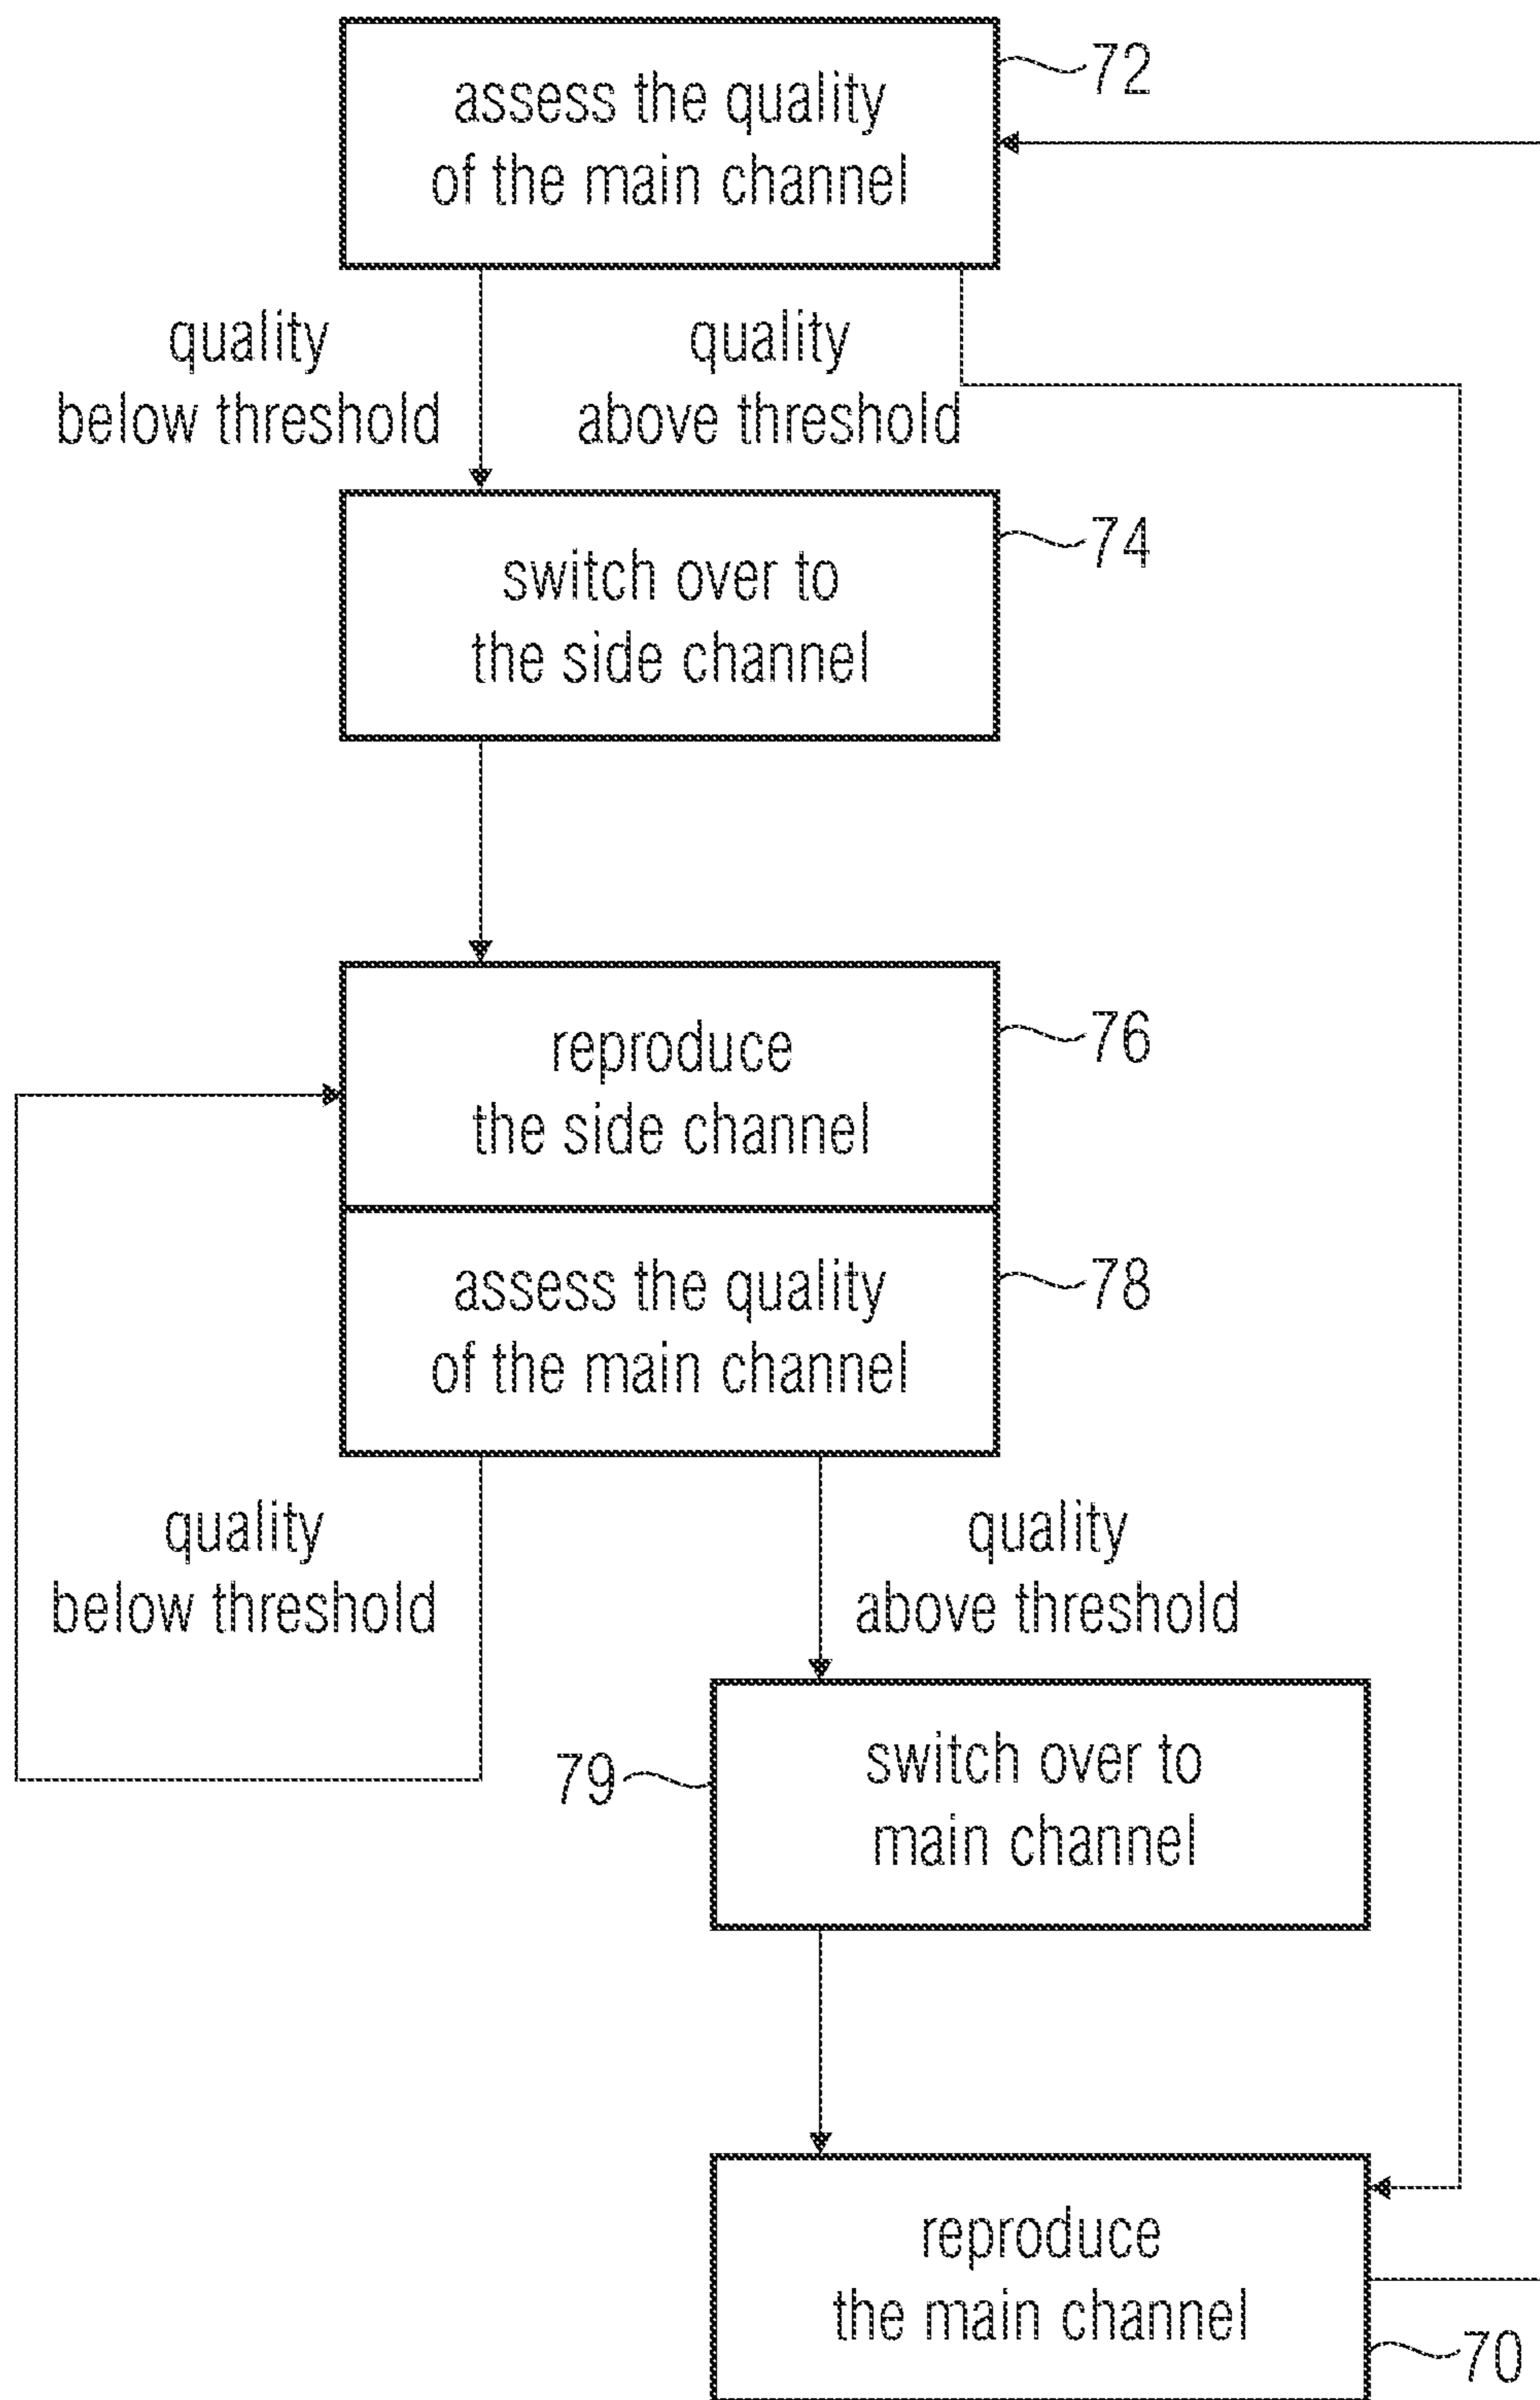 assess the quality
of the main channel
72
quality
below threshold
quality
above threshold
switch over to
the side channel
74
reproduce
the side channel
76
assess the quality
of the main channel
78
quality
below threshold
quality
above threshold
79
switch over to
main channel
reproduce
the main channel
70